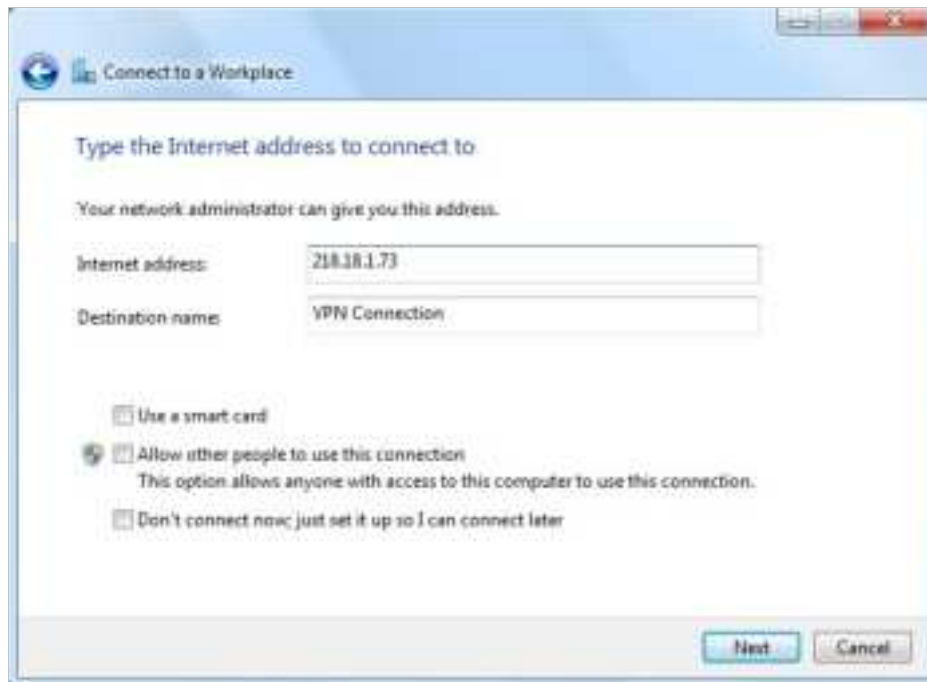 Connect to a Workplace
Type the Internet address to connect to
Your network administrator can give you this address.
Internet address: 218.18.1.73
Destination name: VPN Connection
Use a smart card
Allow other people to use this connection
This option allows anyone with access to this computer to use this connection.
Don't connect now; just set it up so I can connect later
Next Cancel